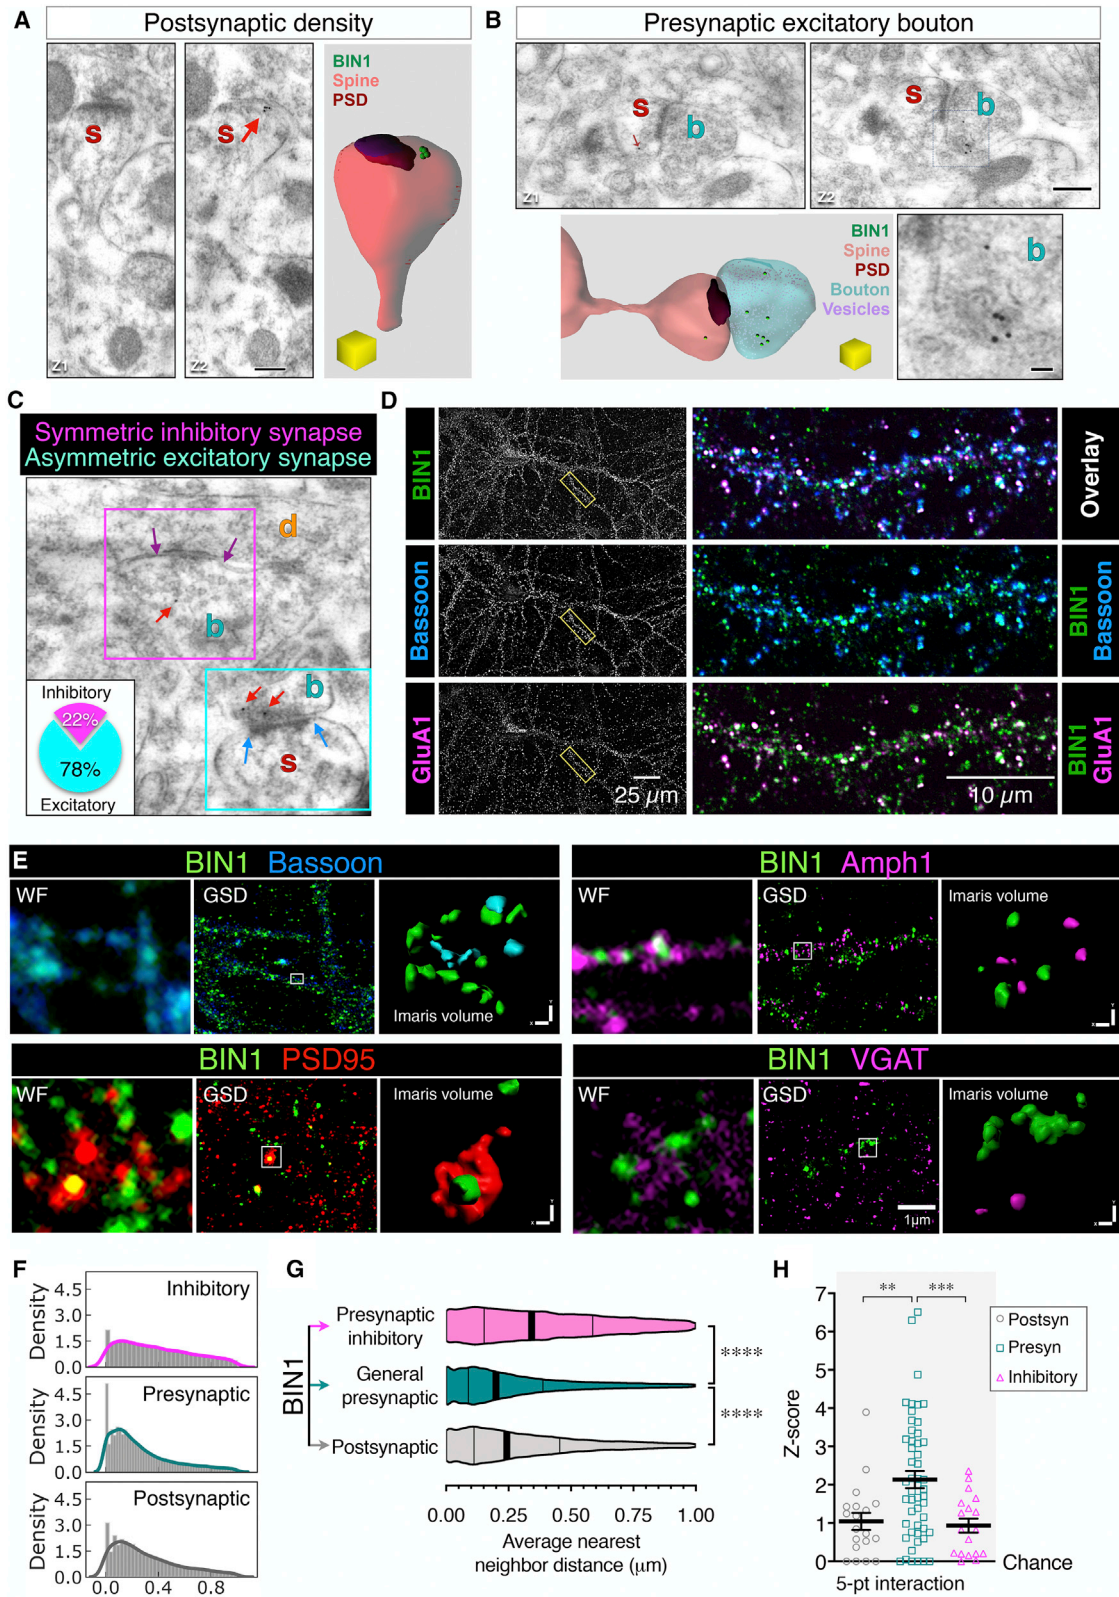 A
Postsynaptic density
s
Z1
s
Z2
BIN1
Spine
PSD
B
Presynaptic excitatory bouton
s
b
Z1
s
b
Z2
BIN1
Spine
PSD
Bouton
Vesicles
b
C
Symmetric inhibitory synapse
Asymmetric excitatory synapse
d
b
b
s
Inhibitory
22%
78%
Excitatory
D
BIN1
Bassoon
GluA1
25 µm
Overlay
BIN1
Bassoon
BIN1
GluA1
10 µm
E
BIN1 Bassoon
WF
GSD
Imaris volume
Y
X
BIN1 Amph1
WF
GSD
Imaris volume
Y
X
BIN1 PSD95
WF
GSD
Imaris volume
Y
X
BIN1 VGAT
WF
GSD
1µm
Imaris volume
Y
X
F
Density
4.5
3.0
1.5
0.0
Inhibitory
Density
4.5
3.0
1.5
0.0
Presynaptic
Density
4.5
3.0
1.5
0.0
Postsynaptic
0.0 0.4 0.8
G
BIN1
Presynaptic
inhibitory
General
presynaptic
Postsynaptic
****
****
0.00 0.25 0.50 0.75 1.00
Average nearest
neighbor distance (µm)
H
Z-score
7
6
5
4
3
2
1
0
** ***
Postsyn
Presyn
Inhibitory
Chance
5-pt interaction